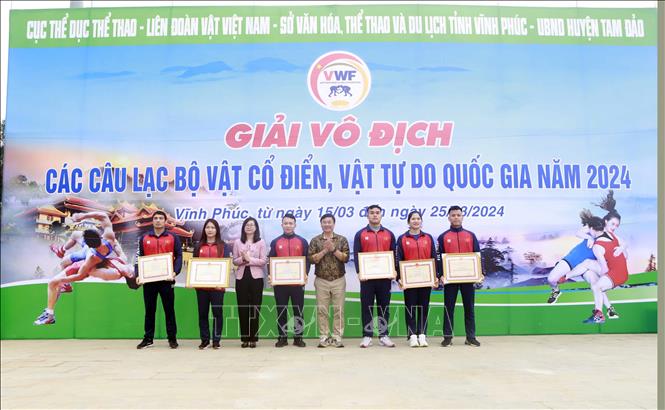 CỤC THỂ DỤC THỂ THAO - LIÊN ĐOÀN VẬT VIỆT NAM - SỞ VĂN HÓA, THỂ THAO VÀ DU LỊCH TỈNH VĨNH PHÚC - UBND HUYỆN TAM ĐẢO
VWF
GIẢI VÔ ĐỊCH
CÁC CÂU LẠC BỘ VẬT CỔ ĐIỂN, VẬT TỰ DO QUỐC GIA NĂM 2024
Vĩnh Phúc, từ ngày /03 đến ngày 25/03/2024
TTXVN - VNA